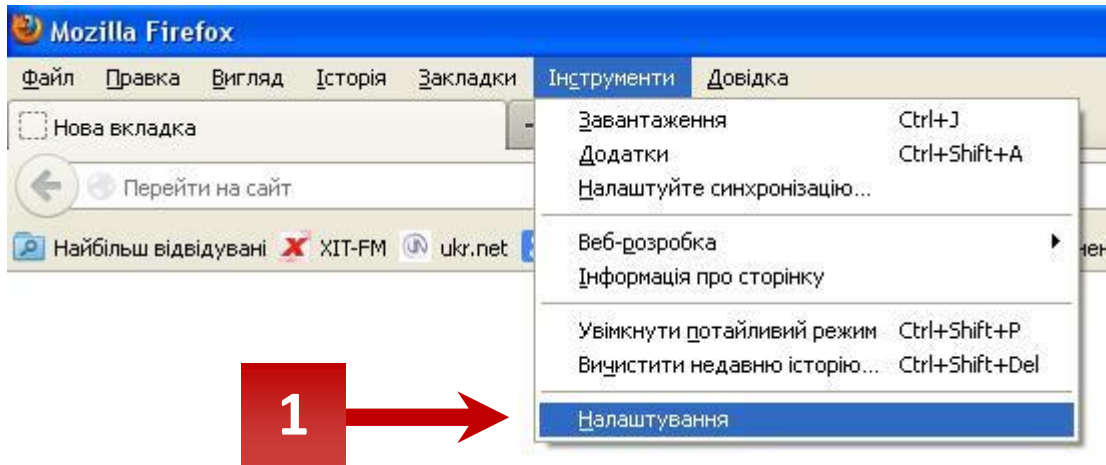 Mozilla Firefox
Файл Правка Вигляд Історія Закладки Інструменти Довідка
Нова вкладка
Завантаження Ctrl+J
Додатки Ctrl+Shift+A
Перейти на сайт
Налаштуйте синхронізацію...
Найбільш відвідувані ХІТ-FM ukr.net
Веб-розробка
Інформація про сторінку
Увімкнути потайливий режим Ctrl+Shift+P
Вичистити недавню історію... Ctrl+Shift+Del
1
Налаштування